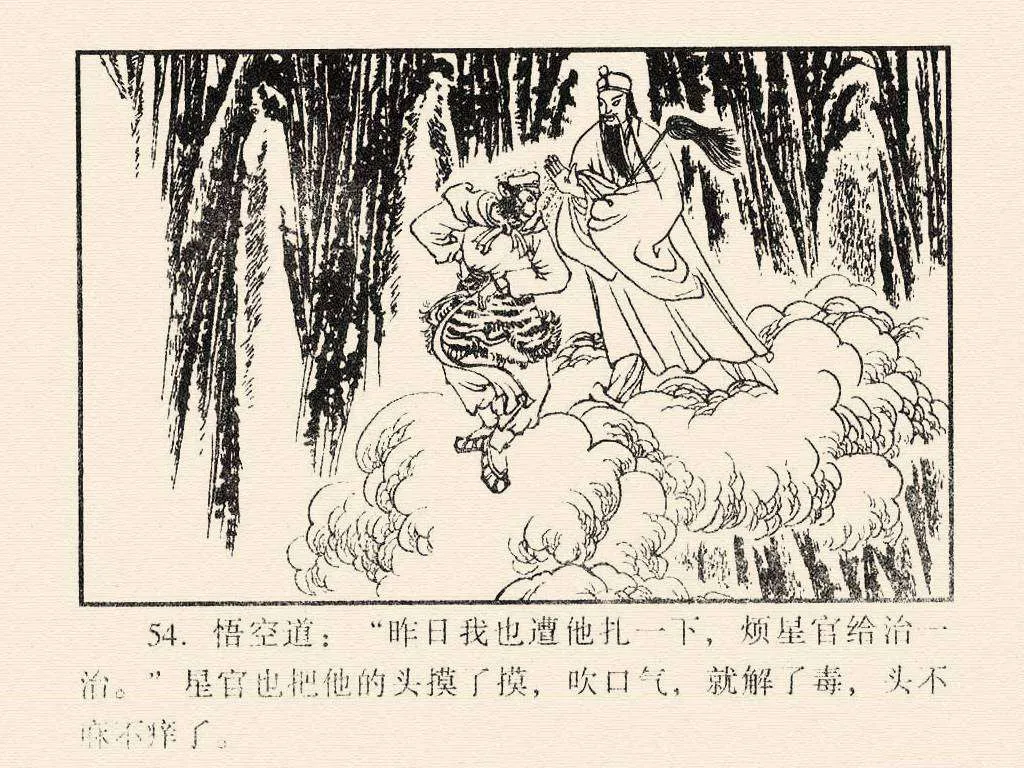 54. 悟空道：“昨日我也遭他扎一下，烦星官给治一
治。”星官也把他的头摸了摸，吹口气，就解了毒，头不
麻不痒了。